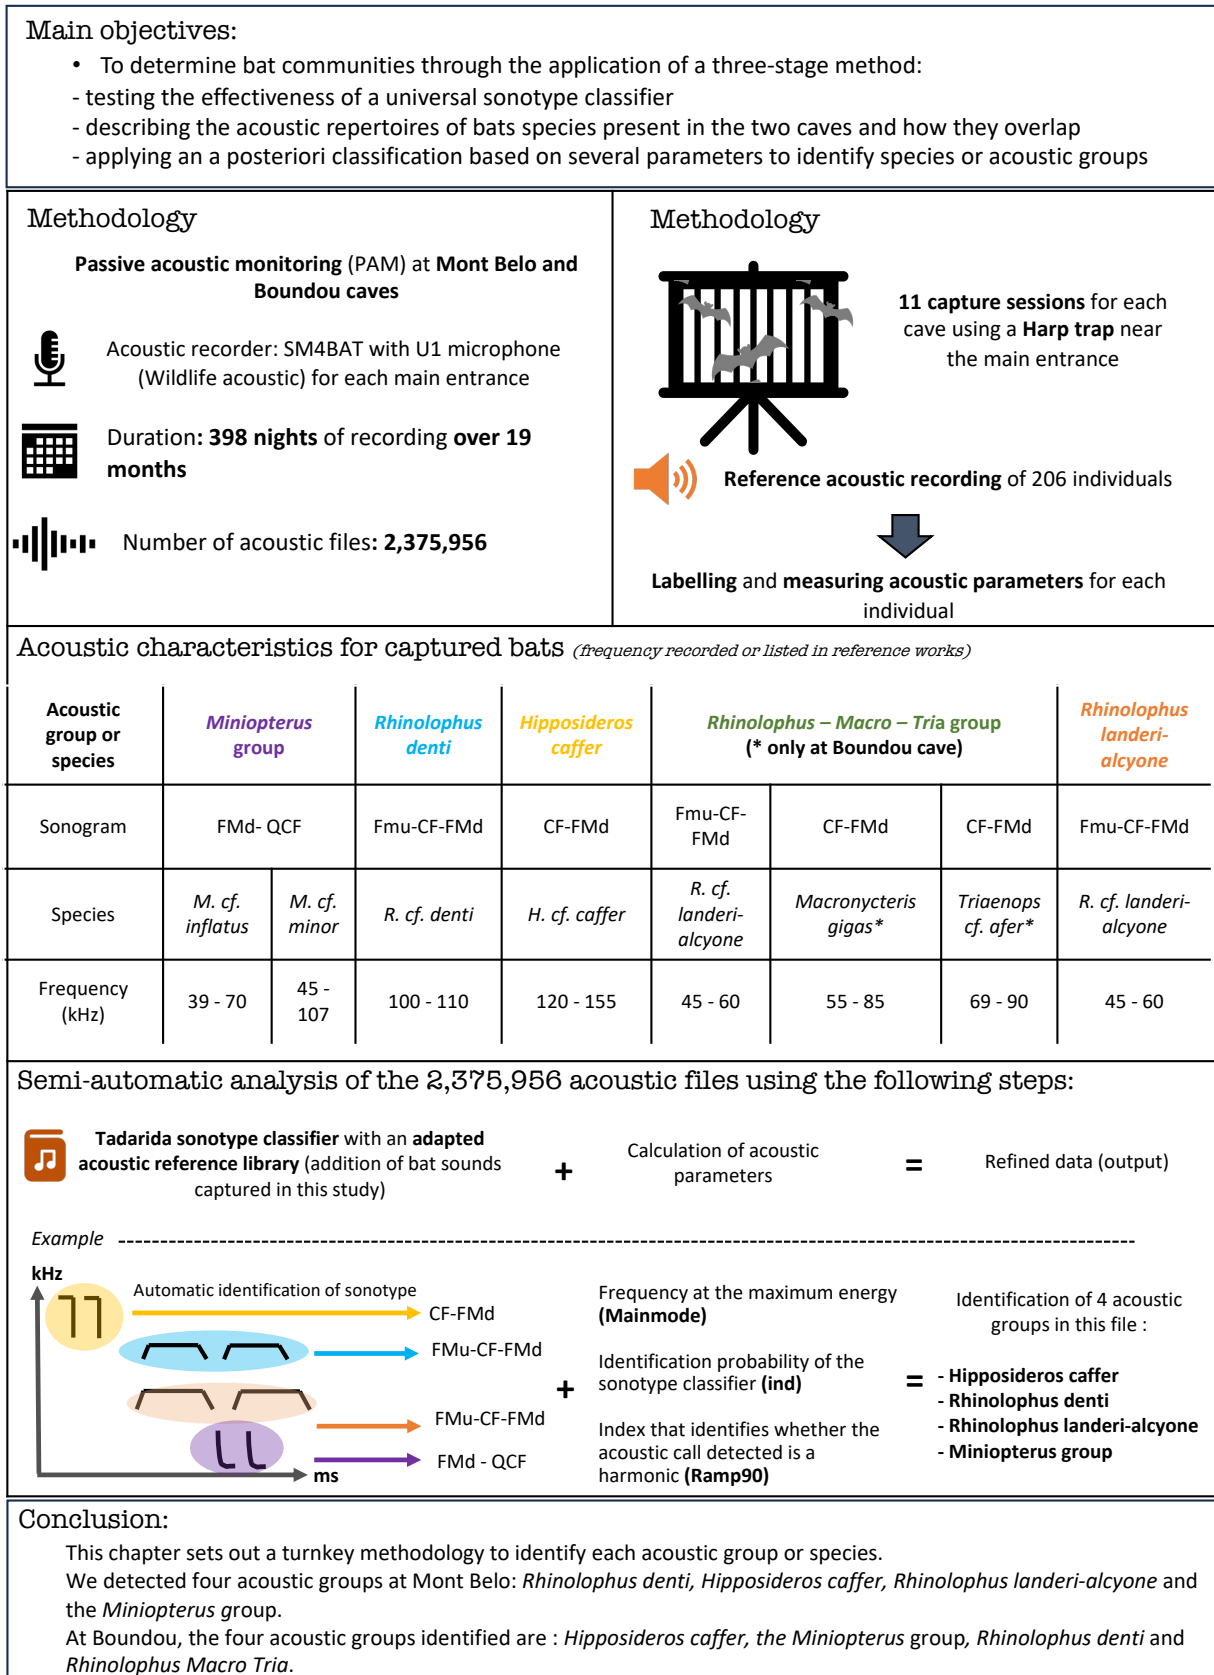 Main objectives:
• To determine bat communities through the application of a three-stage method:
- testing the effectiveness of a universal sonotype classifier
- describing the acoustic repertoires of bats species present in the two caves and how they overlap
- applying an a posteriori classification based on several parameters to identify species or acoustic groups
Methodology
Passive acoustic monitoring (PAM) at Mont Belo and
Boundou caves
Acoustic recorder: SM4BAT with U1 microphone
(Wildlife acoustic) for each main entrance
Duration: 398 nights of recording over 19
months
Number of acoustic files: 2,375,956
Methodology
11 capture sessions for each
cave using a Harp trap near
the main entrance
Reference acoustic recording of 206 individuals
Labelling and measuring acoustic parameters for each
individual
Acoustic characteristics for captured bats (frequency recorded or listed in reference works)
Acoustic
group or
species
Miniopterus
group
Rhinolophus
denti
Hipposideros
caffer
Rhinolophus – Macro – Tria group
(* only at Boundou cave)
Rhinolophus
landeri-
alcyone
Sonogram
FMd- QCF
Fmu-CF-FMd
CF-FMd
Fmu-CF-
FMd
CF-FMd
CF-FMd
Fmu-CF-FMd
Species
M. cf.
inflatus
M. cf.
minor
R. cf. denti
H. cf. caffer
R. cf.
landeri-
alcyone
Macronycteris
gigas*
Triaenops
cf. afer*
R. cf. landeri-
alcyone
Frequency
(kHz)
39 - 70
45 -
107
100 - 110
120 - 155
45 - 60
55 - 85
69 - 90
45 - 60
Semi-automatic analysis of the 2,375,956 acoustic files using the following steps:
Tadarida sonotype classifier with an adapted
acoustic reference library (addition of bat sounds
captured in this study)
+
Calculation of acoustic
parameters
=
Refined data (output)
Example
kHz
Automatic identification of sonotype
CF-FMd
FMu-CF-FMd
FMu-CF-FMd
FMd - QCF
ms
+
Frequency at the maximum energy
(Mainmode)
Identification probability of the
sonotype classifier (ind)
Index that identifies whether the
acoustic call detected is a
harmonic (Ramp90)
=
Identification of 4 acoustic
groups in this file :
- Hipposideros caffer
- Rhinolophus denti
- Rhinolophus landeri-alcyone
- Miniopterus group
Conclusion:
This chapter sets out a turnkey methodology to identify each acoustic group or species.
We detected four acoustic groups at Mont Belo: Rhinolophus denti, Hipposideros caffer, Rhinolophus landeri-alcyone and
the Miniopterus group.
At Boundou, the four acoustic groups identified are : Hipposideros caffer, the Miniopterus group, Rhinolophus denti and
Rhinolophus Macro Tria.